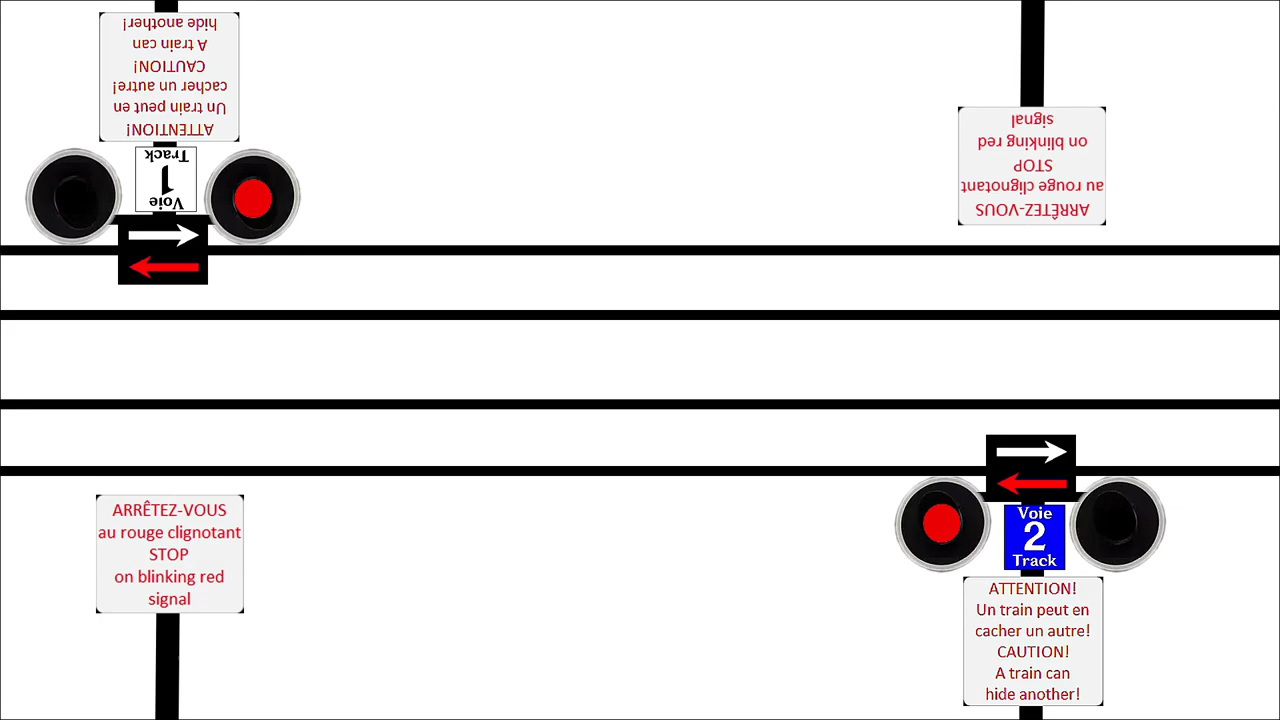 ATTENTION!
Un train peut en
cacher un autre!
CAUTION!
A train can
hide another!
Voie
1
Track
ARRÊTEZ-VOUS
au rouge clignotant
STOP
on blinking red
signal
ARRÊTEZ-VOUS
au rouge clignotant
STOP
on blinking red
signal
Voie
2
Track
ATTENTION!
Un train peut en
cacher un autre!
CAUTION!
A train can
hide another!